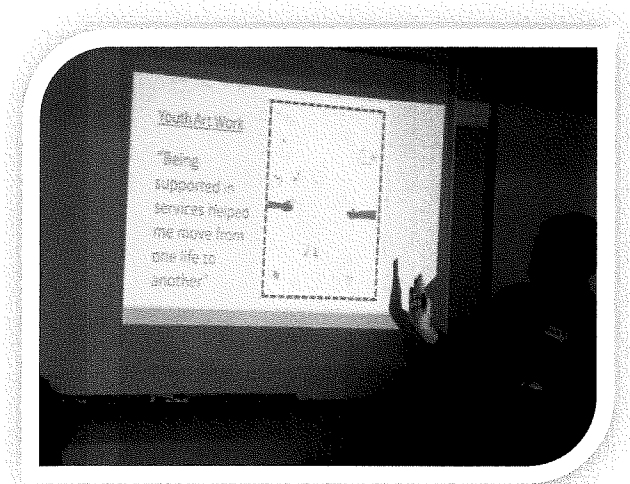 Youth Art Work
"Being
supported in
services helped
me move from
one life to
another"